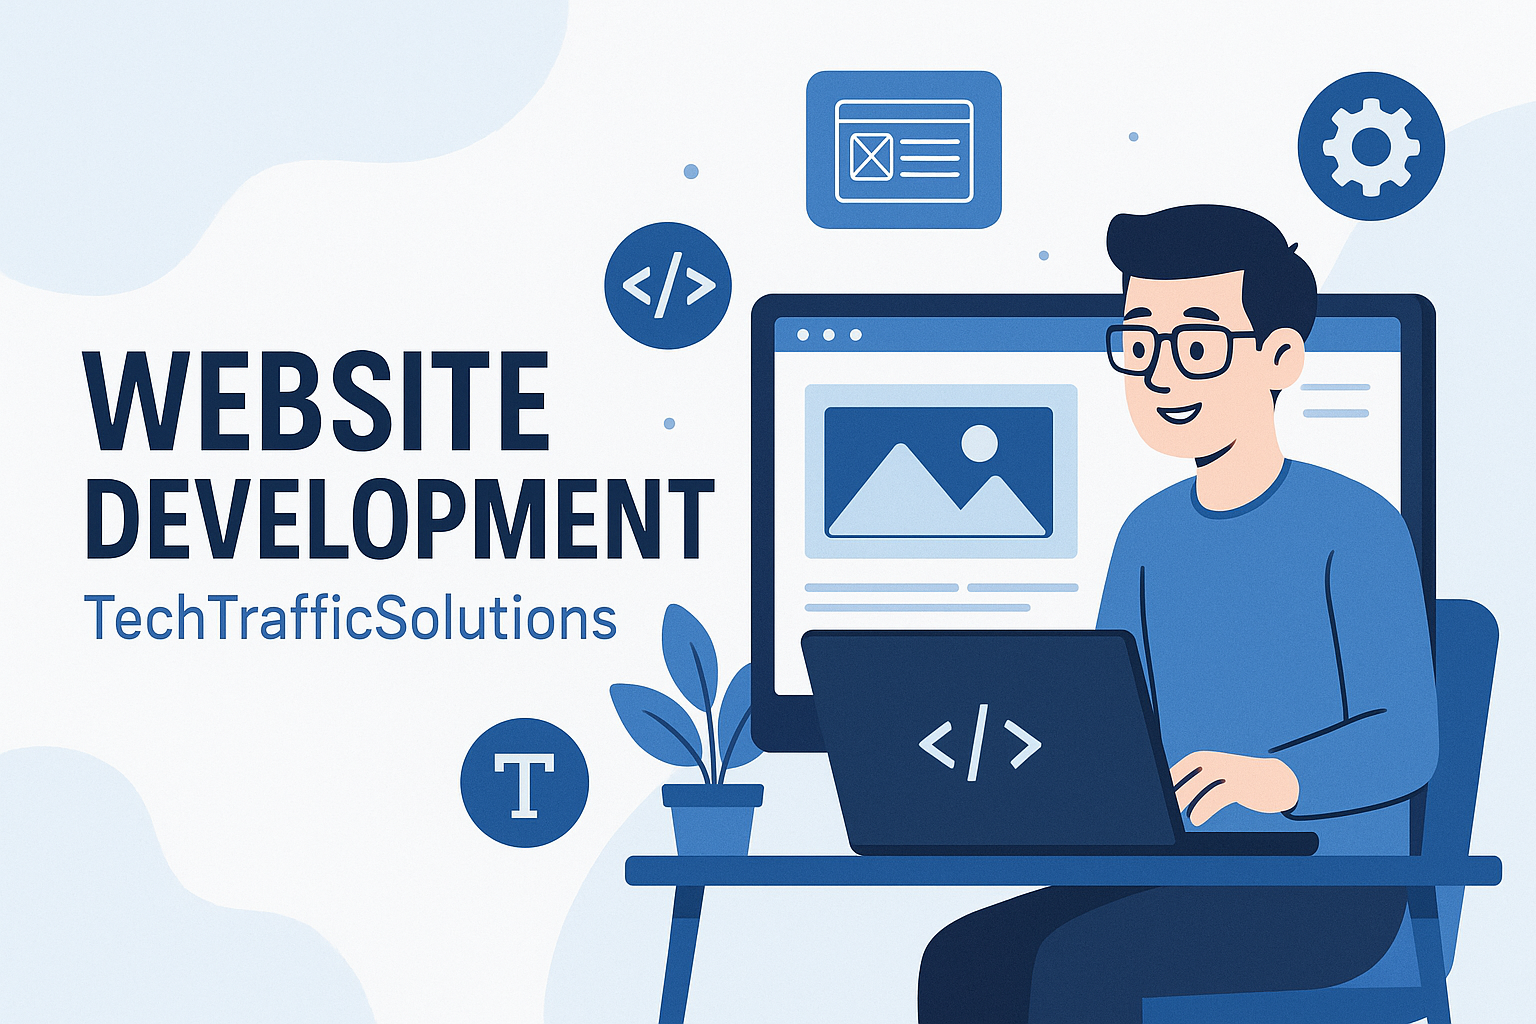 WEBSITE
DEVELOPMENT
TechTrafficSolutions
</>
T
</>